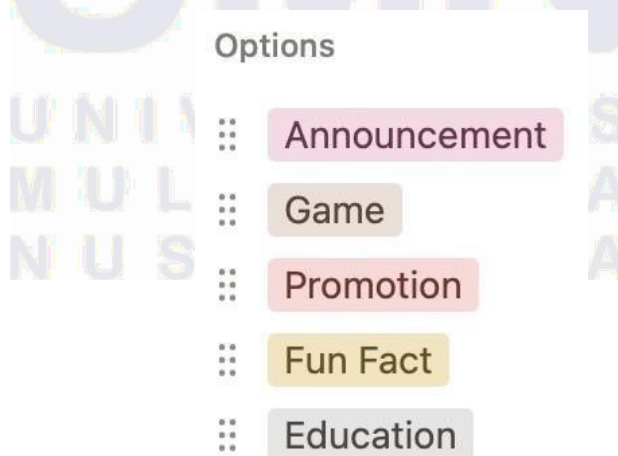 Options
Announcement
Game
Promotion
Fun Fact
Education